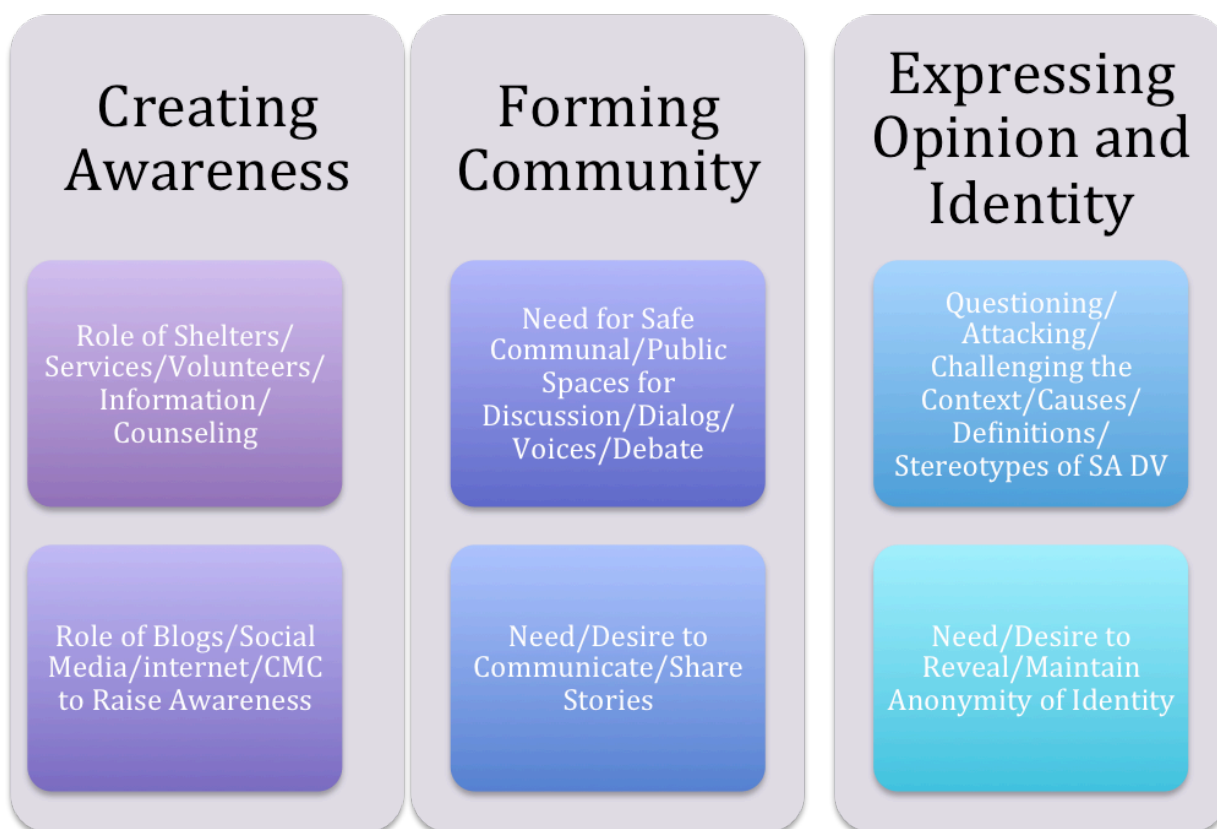 Creating
Awareness
Role of Shelters/
Services/Volunteers/
Information/
Counseling
Role of Blogs/Social
Media/internet/CMC
to Raise Awareness
Forming
Community
Need for Safe
Communal/Public
Spaces for
Discussion/Dialog/
Voices/Debate
Need/Desire to
Communicate/Share
Stories
Expressing
Opinion and
Identity
Questioning/
Attacking/
Challenging the
Context/Causes/
Definitions/
Stereotypes of SA DV
Need/Desire to
Reveal/Maintain
Anonymity of Identity